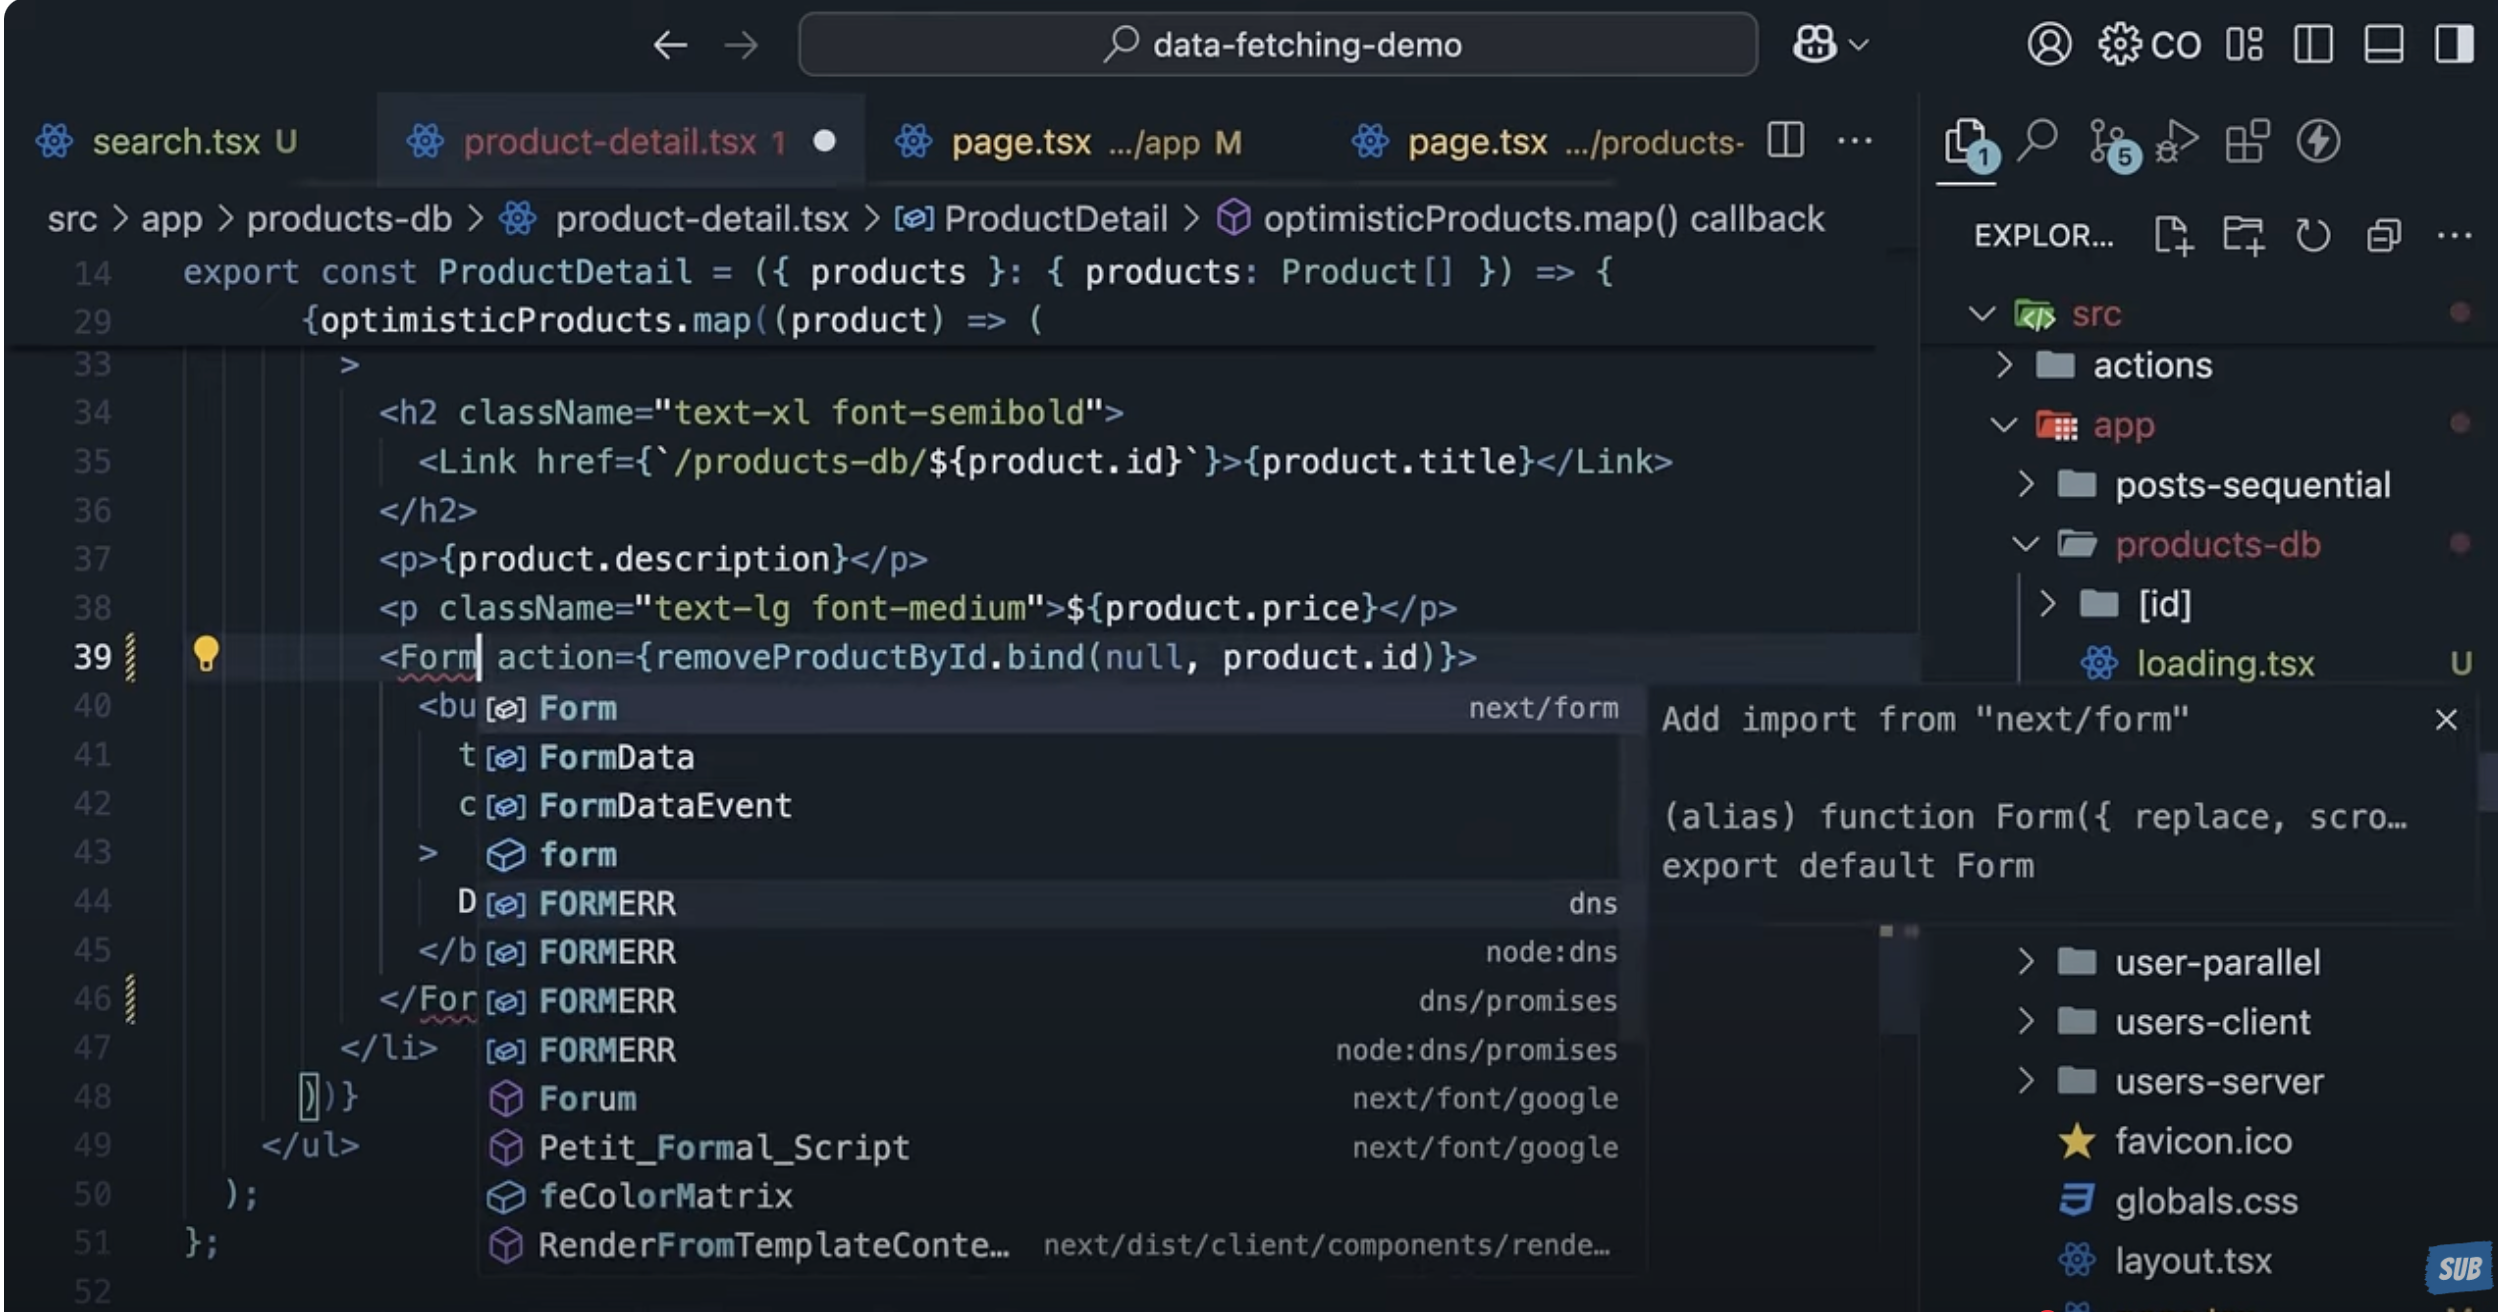 data-fetching-demo
CO
search.tsx U
product-detail.tsx 1
page.tsx .../app M
page.tsx .../products-
1
5
src > app > products-db > product-detail.tsx > ProductDetail > optimisticProducts.map() callback
EXPLOR...
14 export const ProductDetail = ({ products }: { products: Product[] }) => {
29 {optimisticProducts.map((product) => (
33 >
34 <h2 className="text-xl font-semibold">
35 <Link href={`/products-db/${product.id}`}>{product.title}</Link>
36 </h2>
37 <p>{product.description}</p>
38 <p className="text-lg font-medium">${product.price}</p>
39 <Form action={removeProductById.bind(null, product.id)}>
40 <bu
41 t
42 c
43 >
44 D
45 </b
46 </For
47 </li>
48 ))}
49 </ul>
50 );
51 };
52
Form next/form
FormData
FormDataEvent
form
FORMERR dns
FORMERR node:dns
FORMERR dns/promises
FORMERR node:dns/promises
Forum next/font/google
Petit_Formal_Script next/font/google
feColorMatrix
RenderFromTemplateConte... next/dist/client/components/rende...
Add import from "next/form"
(alias) function Form({ replace, scro...
export default Form
src
actions
app
posts-sequential
products-db
[id]
loading.tsx U
user-parallel
users-client
users-server
favicon.ico
globals.css
layout.tsx
SUB